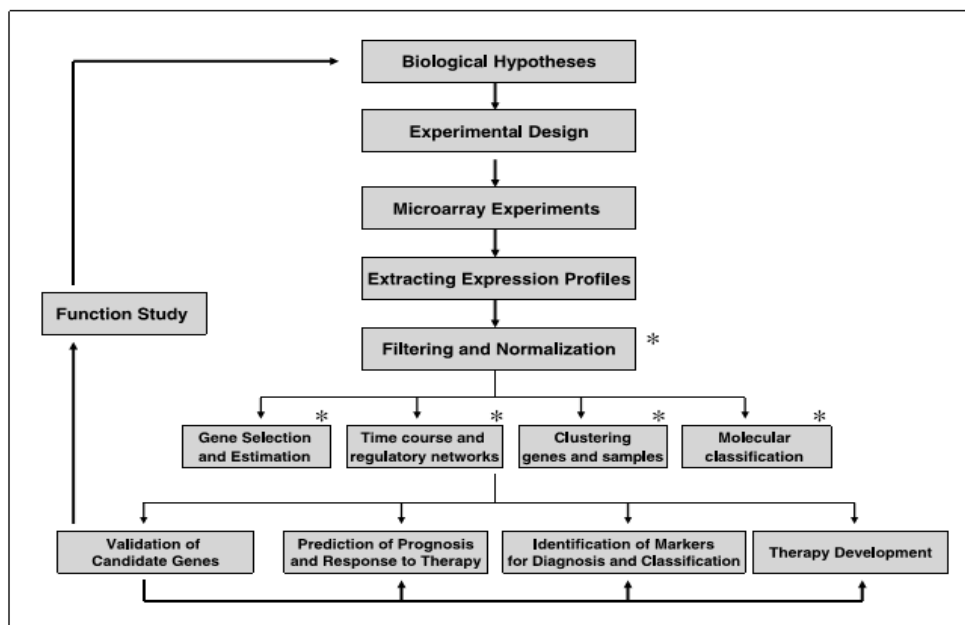 Biological Hypotheses
Experimental Design
Microarray Experiments
Extracting Expression Profiles
Function Study
Filtering and Normalization *
* * * *
Gene Selection
and Estimation
Time course and
regulatory networks
Clustering
genes and samples
Molecular
classification
Validation of
Candidate Genes
Prediction of Prognosis
and Response to Therapy
Identification of Markers
for Diagnosis and Classification
Therapy Development